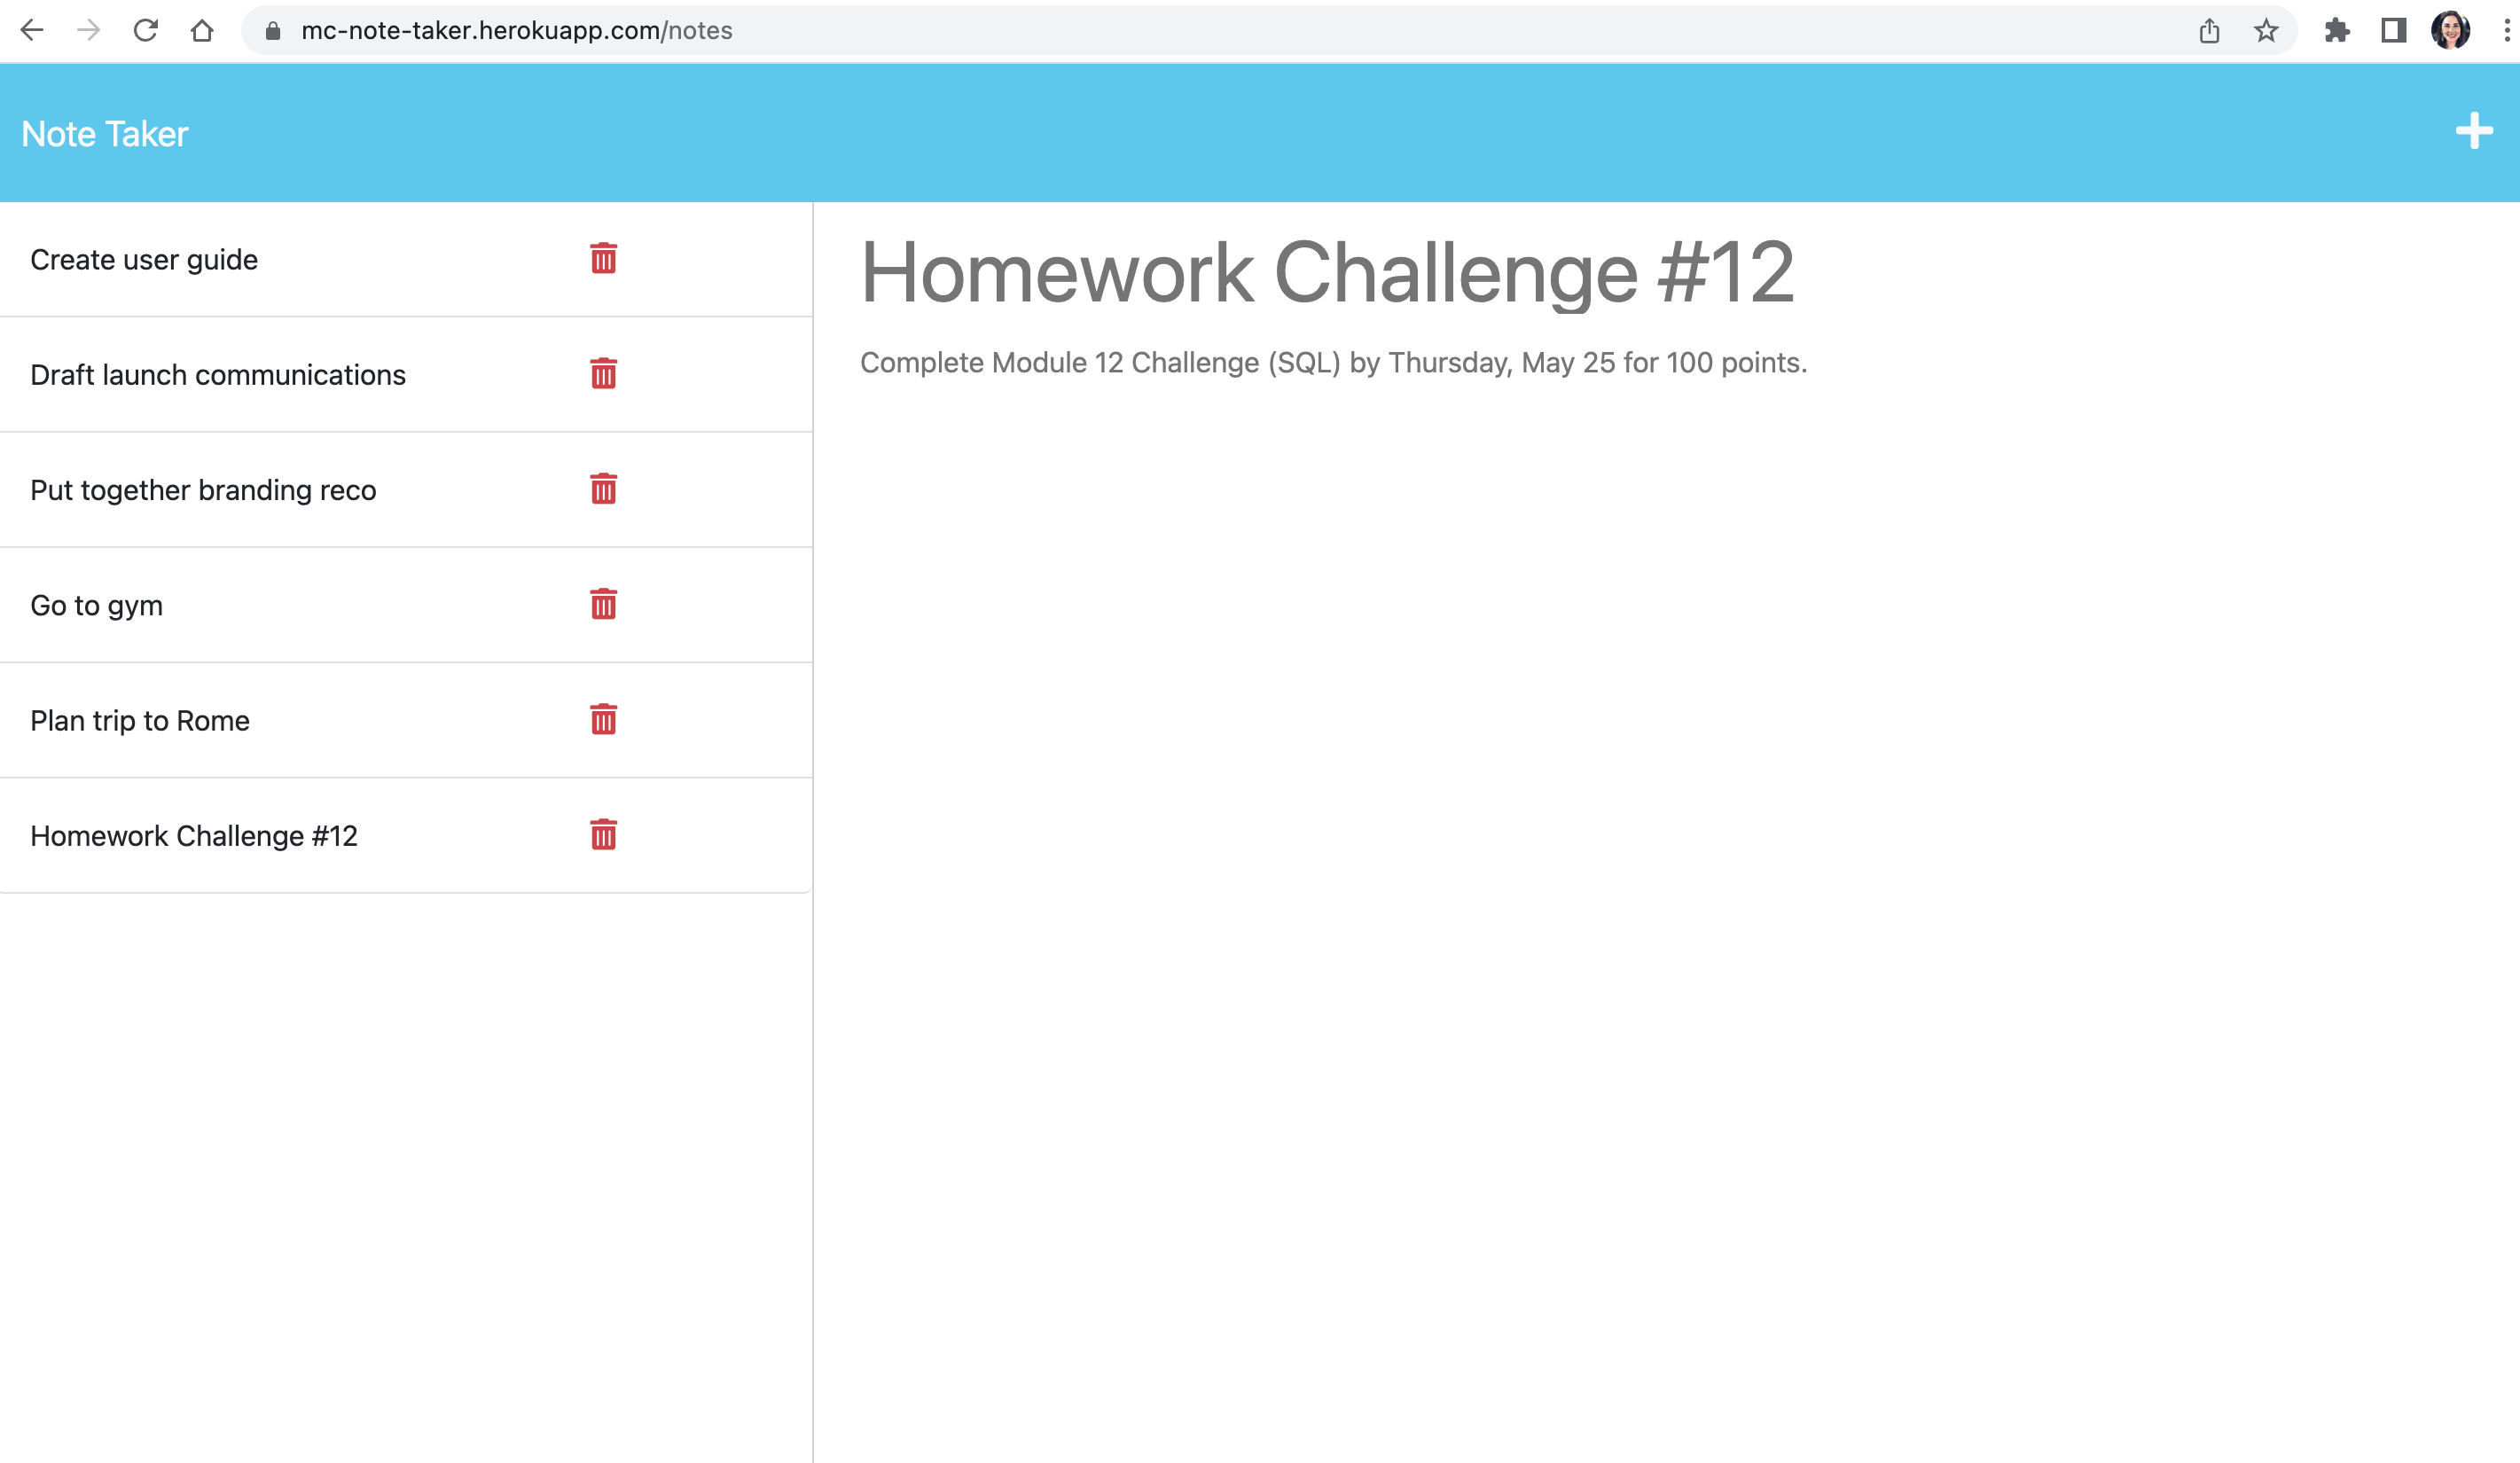 mc-note-taker.herokuapp.com/notes
Note Taker
Create user guide
Draft launch communications
Put together branding reco
Go to gym
Plan trip to Rome
Homework Challenge #12
Homework Challenge #12
Complete Module 12 Challenge (SQL) by Thursday, May 25 for 100 points.